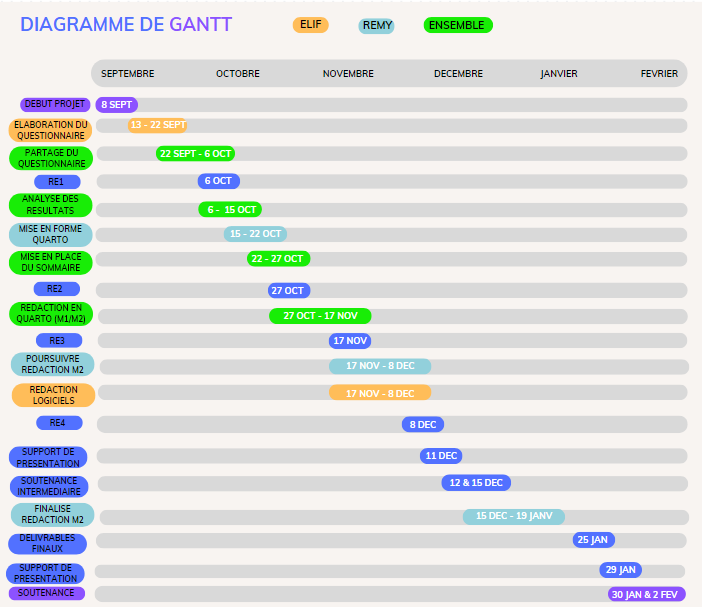 DIAGRAMME DE GANTT
ELIF
REMY
ENSEMBLE
SEPTEMBRE OCTOBRE NOVEMBRE DECEMBRE JANVIER FEVRIER
DEBUT PROJET 8 SEPT
ELABORATION DU
QUESTIONNAIRE
13 - 22 SEPT
PARTAGE DU
QUESTIONNAIRE
22 SEPT - 6 OCT
RE1 6 OCT
ANALYSE DES
RESULTATS
6 - 15 OCT
MISE EN FORME
QUARTO
15 - 22 OCT
MISE EN PLACE
DU SOMMAIRE
22 - 27 OCT
RE2 27 OCT
REDACTION EN
QUARTO (M1/M2)
27 OCT - 17 NOV
RE3 17 NOV
POURSUIVRE
REDACTION M2
17 NOV - 8 DEC
REDACTION
LOGICIELS
17 NOV - 8 DEC
RE4 8 DEC
SUPPORT DE
PRESENTATION
11 DEC
SOUTENANCE
INTERMEDIAIRE
12 & 15 DEC
FINALISE
REDACTION M2
15 DEC - 19 JANV
DELIVRABLES
FINAUX
25 JAN
SUPPORT DE
PRESENTATION
29 JAN
SOUTENANCE 30 JAN & 2 FEV